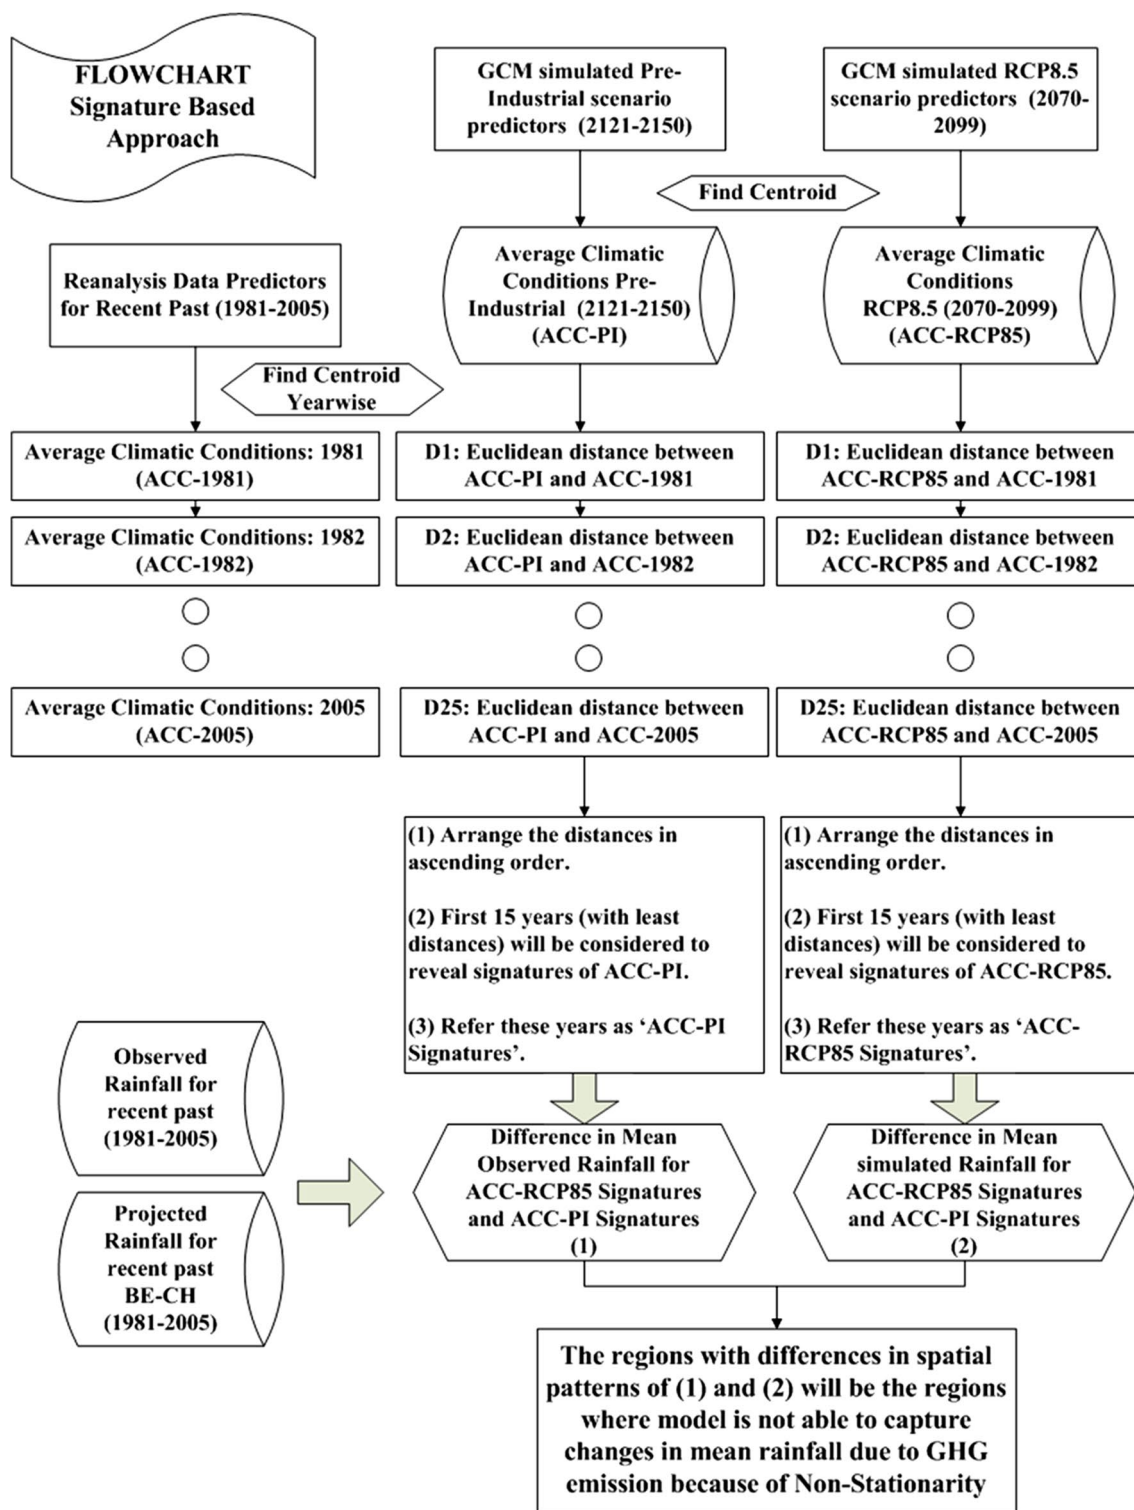 FLOWCHART
Signature Based
Approach
GCM simulated Pre-
Industrial scenario
predictors (2121-2150)
GCM simulated RCP8.5
scenario predictors (2070-
2099)
Find Centroid
Reanalysis Data Predictors
for Recent Past (1981-2005)
Average Climatic
Conditions Pre-
Industrial (2121-2150)
(ACC-PI)
Average Climatic
Conditions
RCP8.5 (2070-2099)
(ACC-RCP85)
Find Centroid
Yearwise
Average Climatic Conditions: 1981
(ACC-1981)
D1: Euclidean distance between
ACC-PI and ACC-1981
D1: Euclidean distance between
ACC-RCP85 and ACC-1981
Average Climatic Conditions: 1982
(ACC-1982)
D2: Euclidean distance between
ACC-PI and ACC-1982
D2: Euclidean distance between
ACC-RCP85 and ACC-1982
Average Climatic Conditions: 2005
(ACC-2005)
D25: Euclidean distance between
ACC-PI and ACC-2005
D25: Euclidean distance between
ACC-RCP85 and ACC-2005
(1) Arrange the distances in
ascending order.
(2) First 15 years (with least
distances) will be considered to
reveal signatures of ACC-PI.
(3) Refer these years as ‘ACC-PI
Signatures’.
(1) Arrange the distances in
ascending order.
(2) First 15 years (with least
distances) will be considered to
reveal signatures of ACC-RCP85.
(3) Refer these years as ‘ACC-
RCP85 Signatures’.
Observed
Rainfall for
recent past
(1981-2005)
Projected
Rainfall for
recent past
BE-CH
(1981-2005)
Difference in Mean
Observed Rainfall for
ACC-RCP85 Signatures
and ACC-PI Signatures
(1)
Difference in Mean
simulated Rainfall for
ACC-RCP85 Signatures
and ACC-PI Signatures
(2)
The regions with differences in spatial
patterns of (1) and (2) will be the regions
where model is not able to capture
changes in mean rainfall due to GHG
emission because of Non-Stationarity